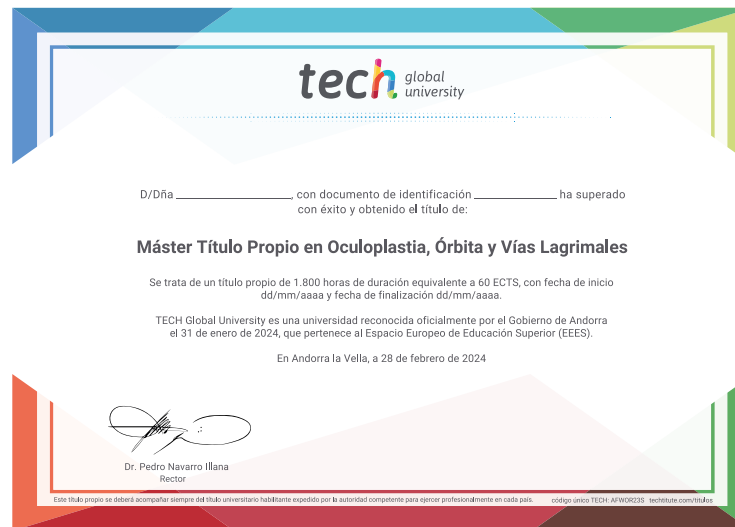 tech global
university
D/Dña ______________, con documento de identificación ______________ ha superado
con éxito y obtenido el título de:
Máster Título Propio en Oculoplastia, Órbita y Vías Lagrimales
Se trata de un título propio de 1.800 horas de duración equivalente a 60 ECTS, con fecha de inicio
dd/mm/aaaa y fecha de finalización dd/mm/aaaa.
TECH Global University es una universidad reconocida oficialmente por el Gobierno de Andorra
el 31 de enero de 2024, que pertenece al Espacio Europeo de Educación Superior (EEES).
En Andorra la Vella, a 28 de febrero de 2024
Dr. Pedro Navarro Illana
Rector
Este título propio se deberá acompañar siempre del título universitario habilitante expedido por la autoridad competente para ejercer profesionalmente en cada país. código único TECH: AFWOR23S techtitute.com/titulos